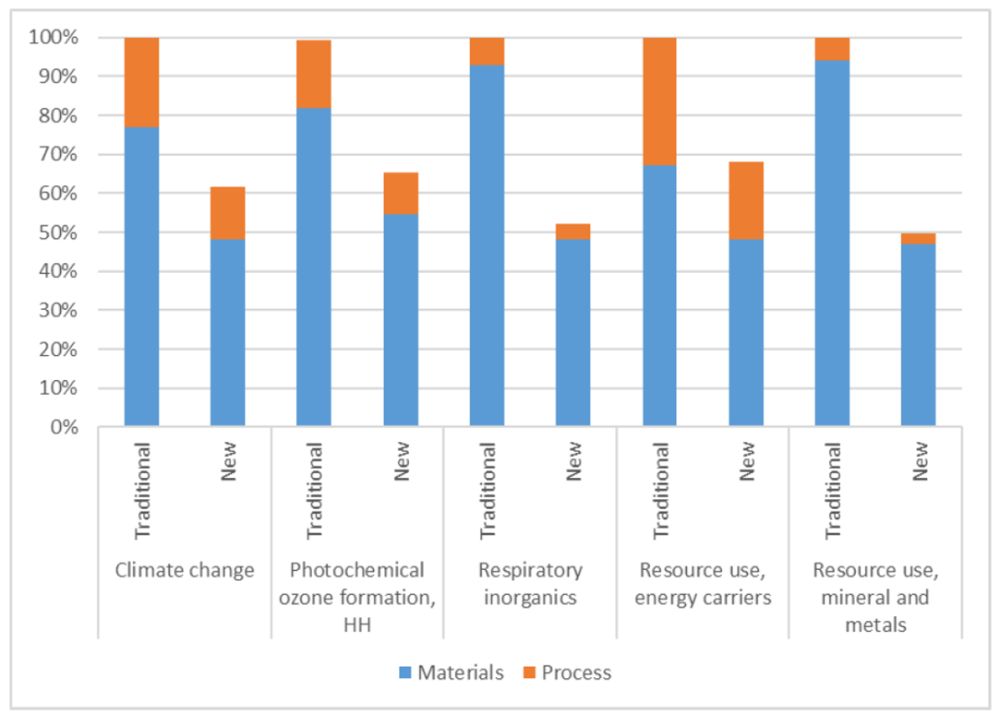 100%
90%
80%
70%
60%
50%
40%
30%
20%
10%
0%
Traditional
New
Traditional
New
Traditional
New
Traditional
New
Traditional
New
Climate change
Photochemical
ozone formation,
HH
Respiratory
inorganics
Resource use,
energy carriers
Resource use,
mineral and
metals
Materials
Process